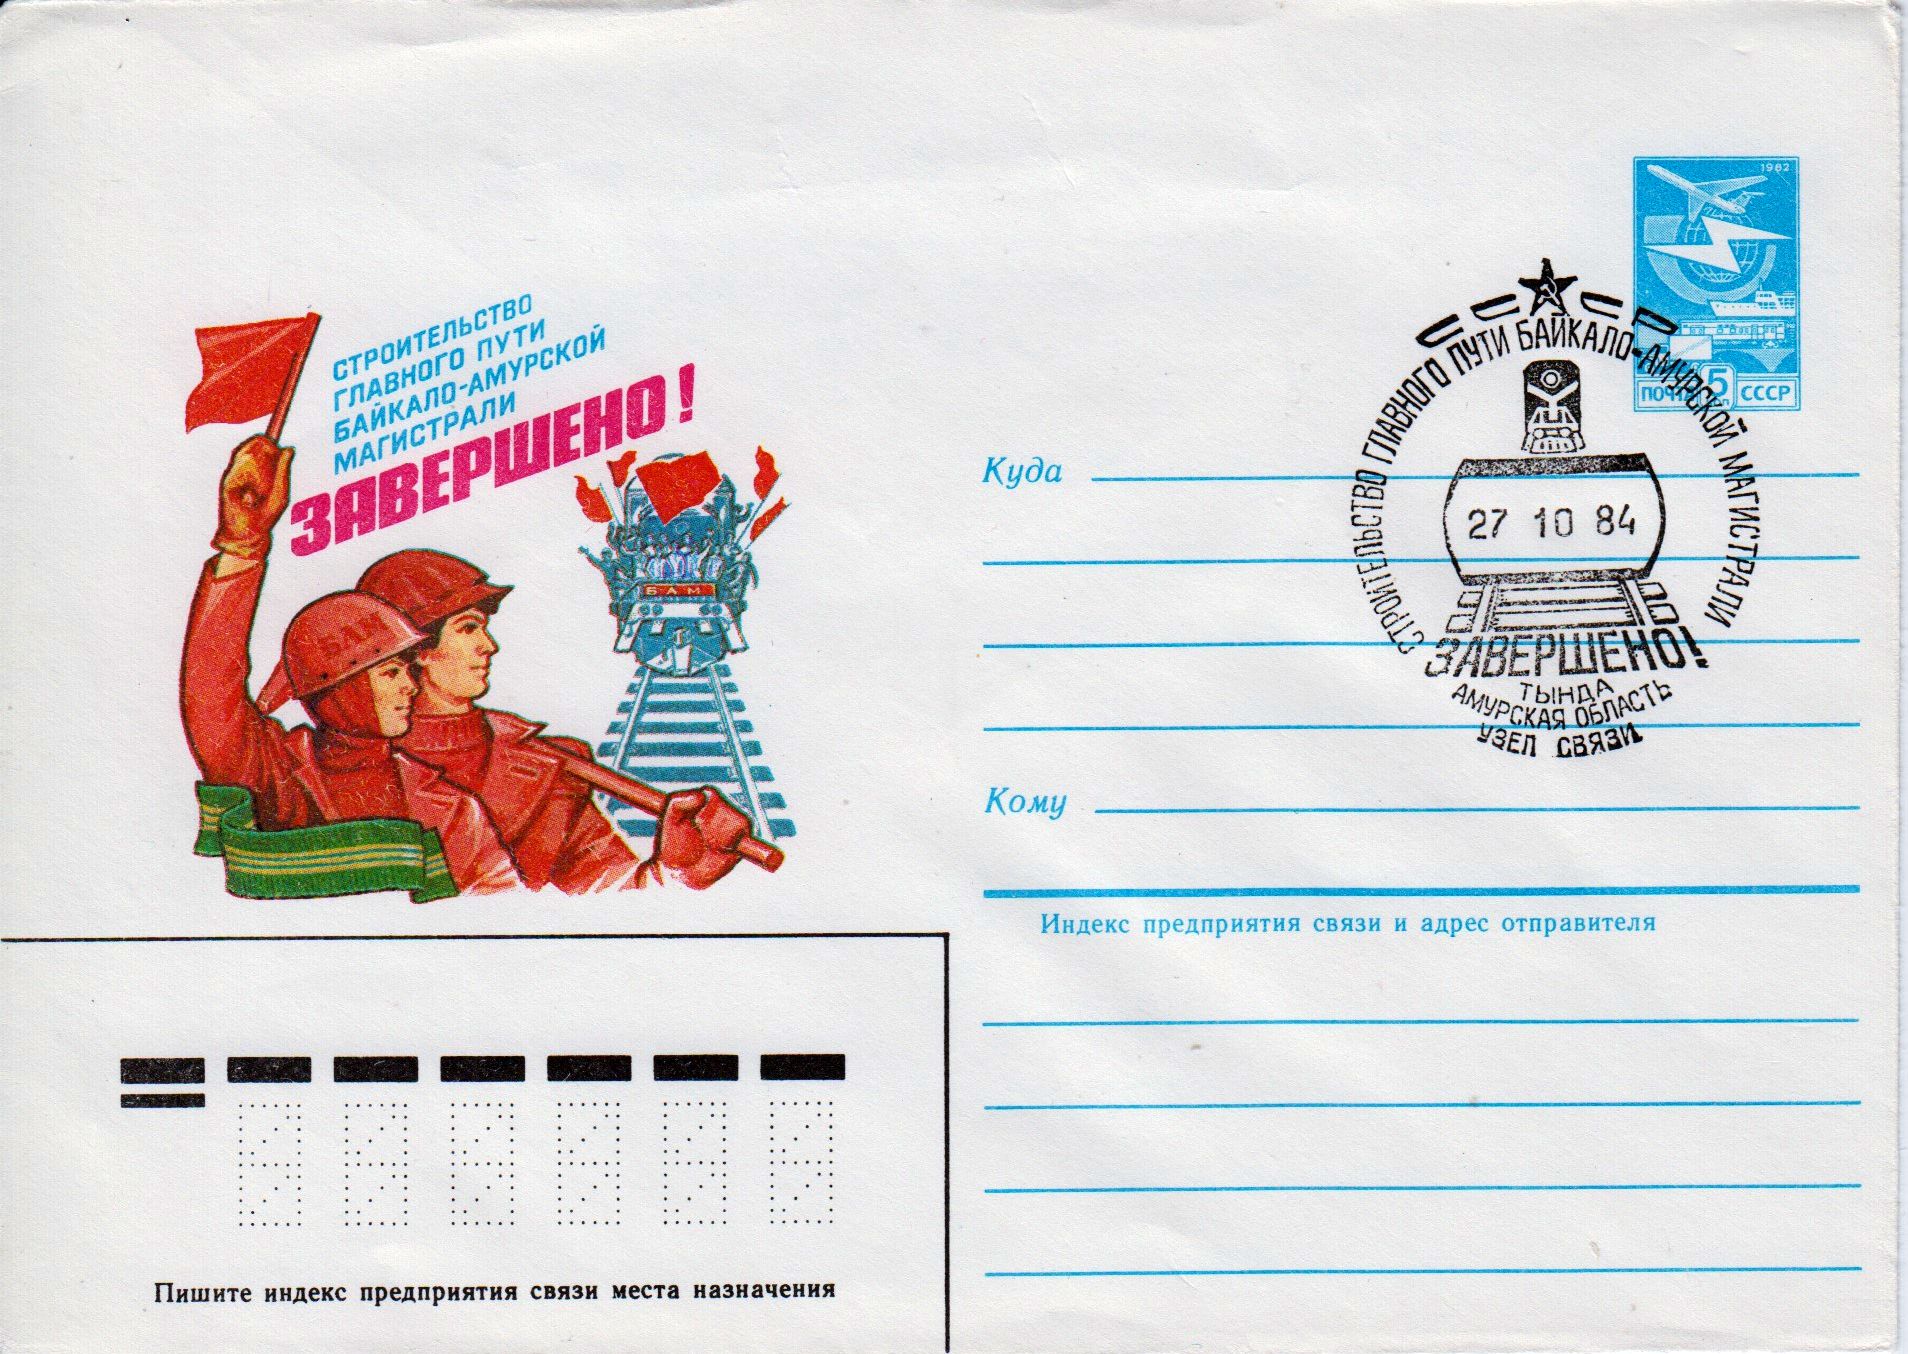 СТРОИТЕЛЬСТВО
ГЛАВНОГО ПУТИ
БАЙКАЛО-АМУРСКОЙ
МАГИСТРАЛИ
ЗАВЕРШЕНО!
БАМ
БАМ
1982
ПОЧТА 5 к СССР
СТРОИТЕЛЬСТВО ГЛАВНОГО ПУТИ БАЙКАЛО-АМУРСКОЙ МАГИСТРАЛИ
27 10 84
ЗАВЕРШЕНО!
ТЫНДА
АМУРСКАЯ ОБЛАСТЬ
УЗЕЛ СВЯЗИ
Куда
Кому
Индекс предприятия связи и адрес отправителя
Пишите индекс предприятия связи места назначения